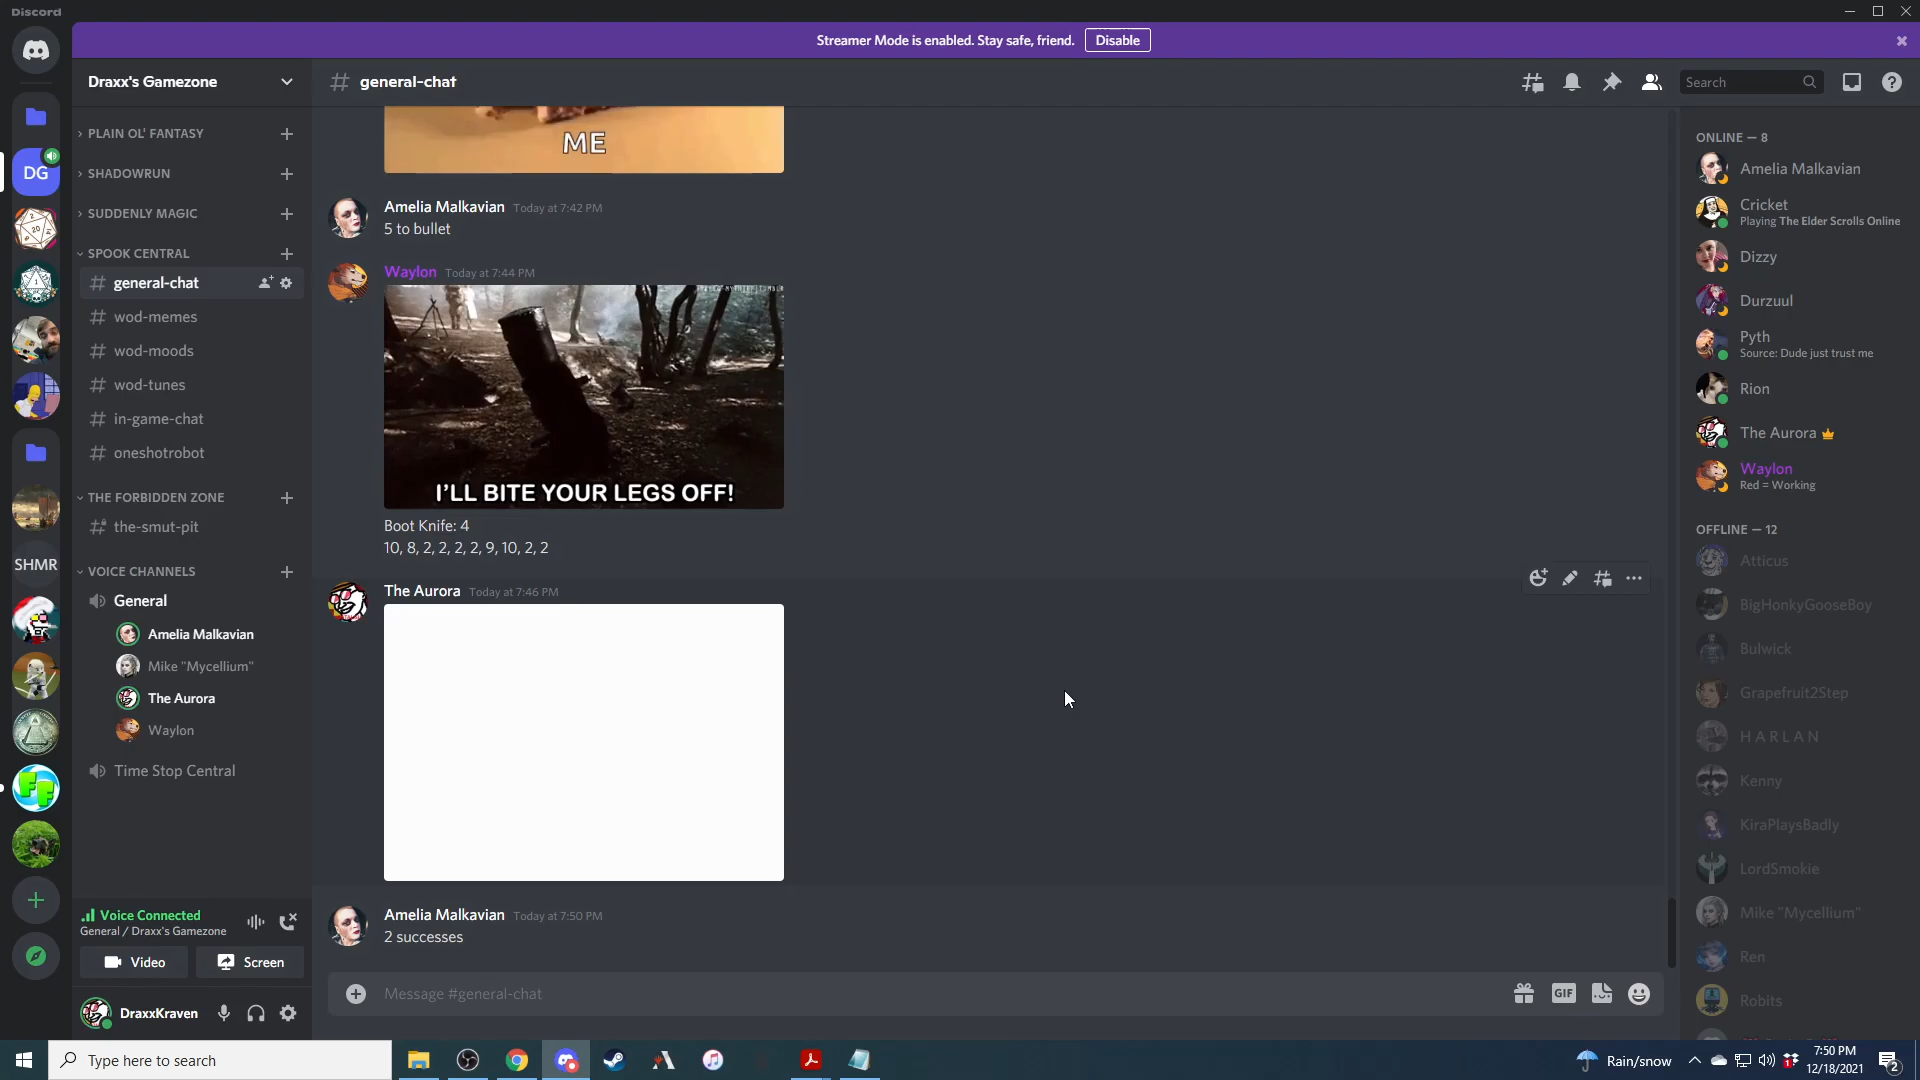 Discord
Streamer Mode is enabled. Stay safe, friend.
Disable
Draxx's Gamezone
general-chat
Search
PLAIN OL' FANTASY
SHADOWRUN
SUDDENLY MAGIC
SPOOK CENTRAL
general-chat
wod-memes
wod-moods
wod-tunes
in-game-chat
oneshotrobot
THE FORBIDDEN ZONE
the-smut-pit
VOICE CHANNELS
General
Amelia Malkavian
Mike "Mycellium"
The Aurora
Waylon
Time Stop Central
Voice Connected
General / Draxx's Gamezone
Video
Screen
DraxxKraven
DG
20
SHMR
FF
ME
Amelia Malkavian Today at 7:42 PM
5 to bullet
Waylon Today at 7:44 PM
I'LL BITE YOUR LEGS OFF!
Boot Knife: 4
10, 8, 2, 2, 2, 2, 9, 10, 2, 2
The Aurora Today at 7:46 PM
Amelia Malkavian Today at 7:50 PM
2 successes
Message #general-chat
GIF
ONLINE — 8
Amelia Malkavian
Cricket
Playing The Elder Scrolls Online
Dizzy
Durzuul
Pyth
Source: Dude just trust me
Rion
The Aurora
Waylon
Red = Working
OFFLINE — 12
Atticus
BigHonkyGooseBoy
Bulwick
Grapefruit2Step
H A R L A N
Kenny
KiraPlaysBadly
LordSmokie
Mike "Mycellium"
Ren
Robits
Type here to search
Rain/snow
7:50 PM
12/18/2021
2